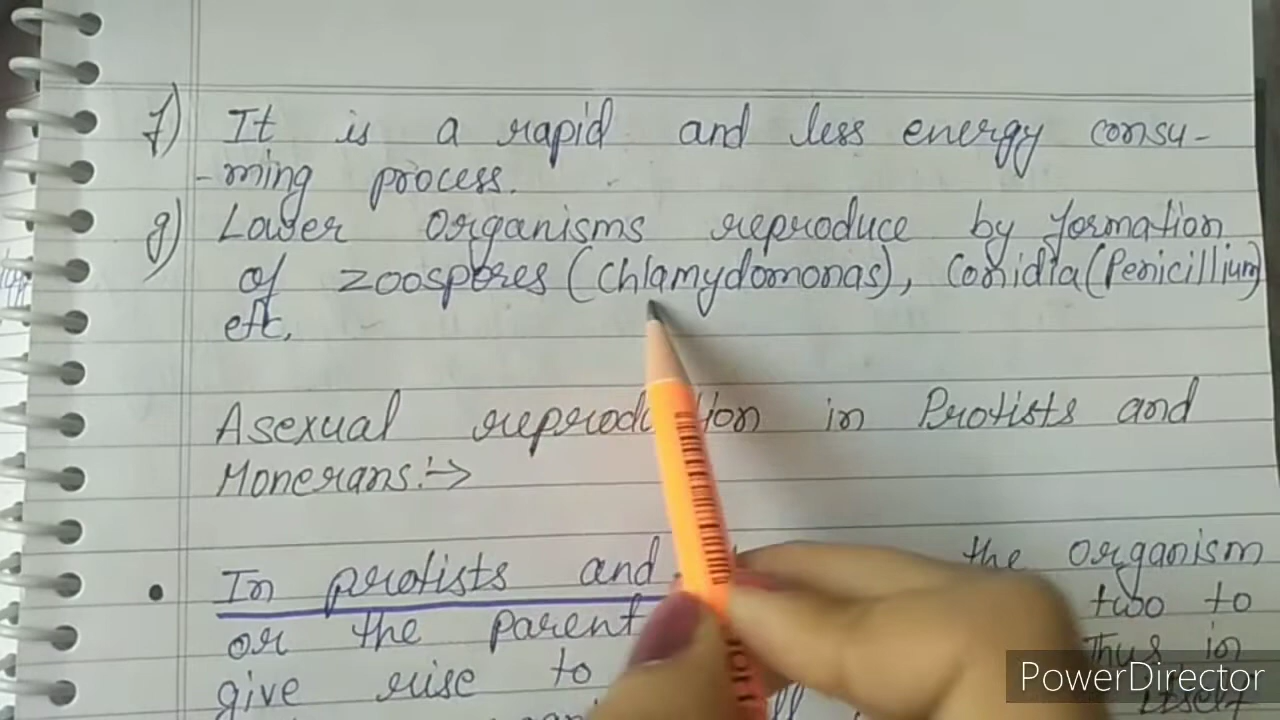 f) It is a rapid and less energy consu-
-ming process.
g) Lower organisms reproduce by formation
of zoospores (Chlamydomonas), Conidia (Penicillium)
etc.
Asexual reproduction in Protists and
Monerans:->
• In protists and the organism
or the parent two to
give rise to Thus in
itself
PowerDirector